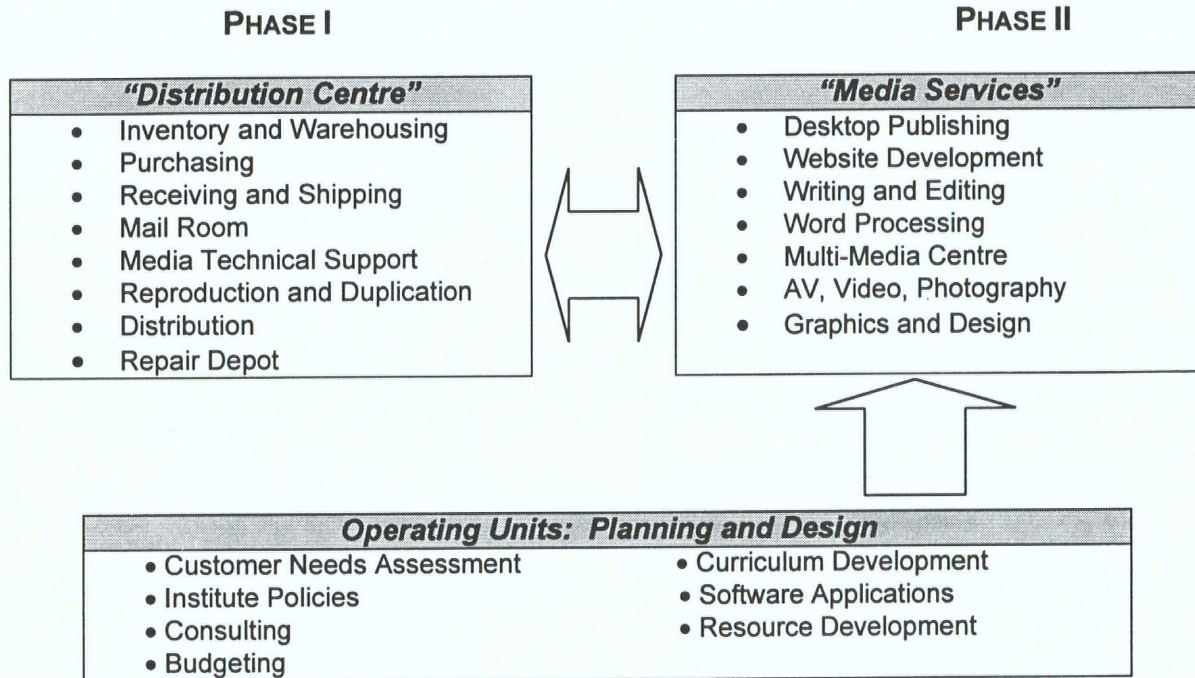 PHASE I
PHASE II
“Distribution Centre”
• Inventory and Warehousing
• Purchasing
• Receiving and Shipping
• Mail Room
• Media Technical Support
• Reproduction and Duplication
• Distribution
• Repair Depot
“Media Services”
• Desktop Publishing
• Website Development
• Writing and Editing
• Word Processing
• Multi-Media Centre
• AV, Video, Photography
• Graphics and Design
Operating Units: Planning and Design
• Customer Needs Assessment
• Institute Policies
• Consulting
• Budgeting
• Curriculum Development
• Software Applications
• Resource Development